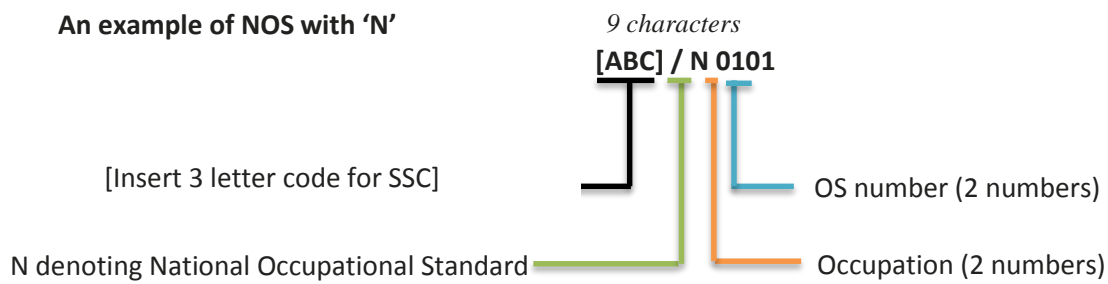 An example of NOS with ‘N’
9 characters
[ABC] / N 0101
[Insert 3 letter code for SSC]
OS number (2 numbers)
N denoting National Occupational Standard
Occupation (2 numbers)